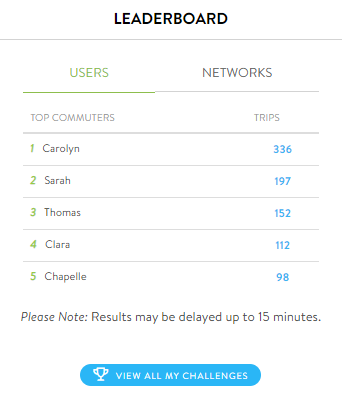 LEADERBOARD
USERS NETWORKS
TOP COMMUTERS TRIPS
1 Carolyn 336
2 Sarah 197
3 Thomas 152
4 Clara 112
5 Chapelle 98
Please Note: Results may be delayed up to 15 minutes.
VIEW ALL MY CHALLENGES